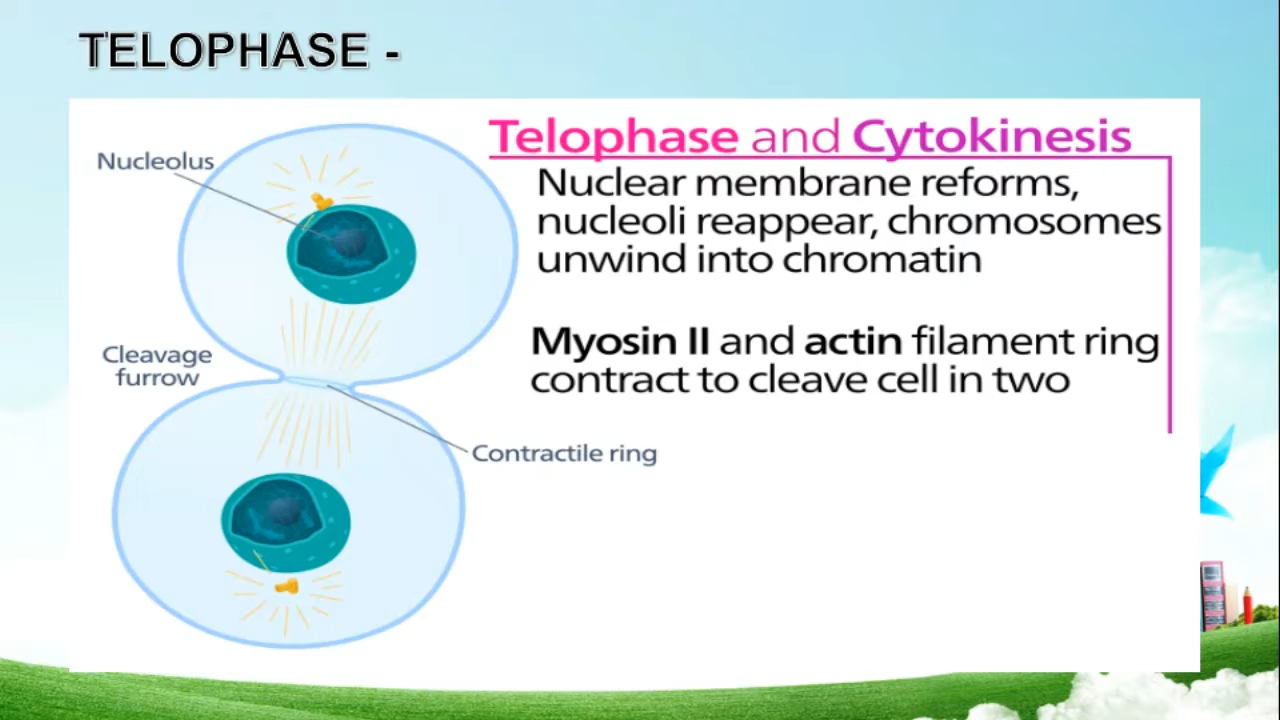 TELOPHASE -
Telophase and Cytokinesis
Nucleolus
Nuclear membrane reforms,
nucleoli reappear, chromosomes
unwind into chromatin
Myosin II and actin filament ring
contract to cleave cell in two
Cleavage
furrow
Contractile ring